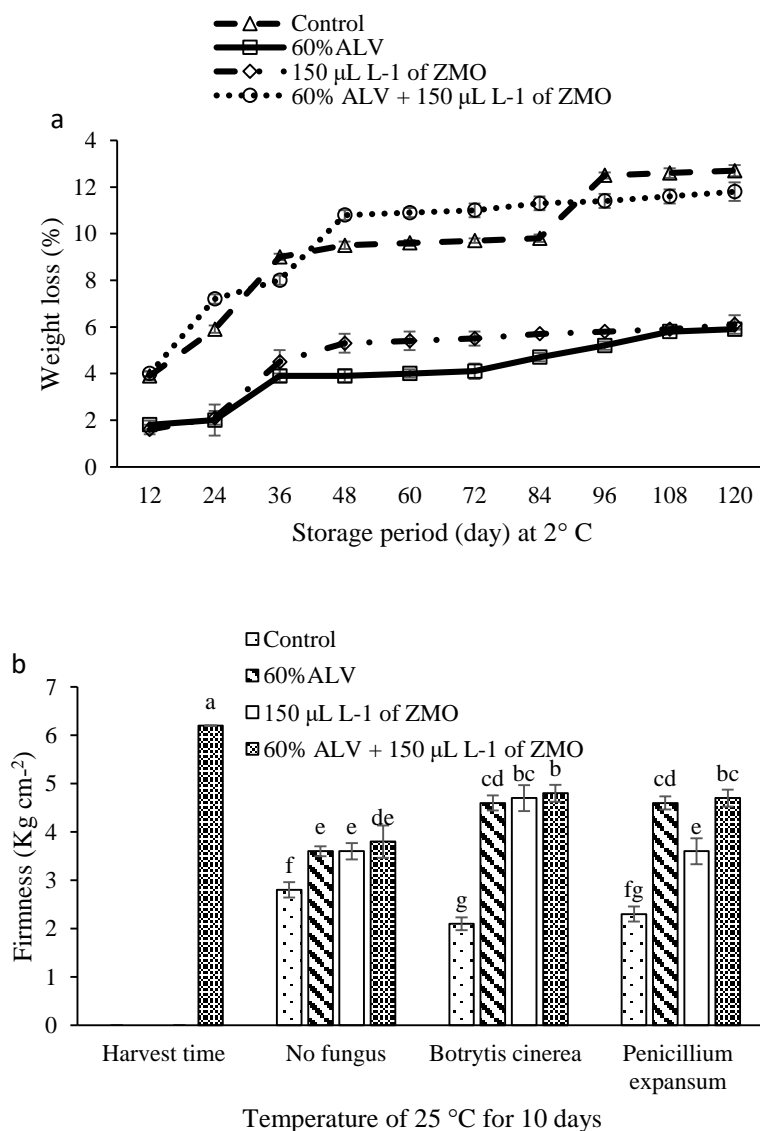 Control
60%ALV
150 µL L-1 of ZMO
60% ALV + 150 µL L-1 of ZMO
a
14
12
10
8
6
4
2
0
Weight loss (%)
12 24 36 48 60 72 84 96 108 120
Storage period (day) at 2° C
b
Control
60%ALV
150 µL L-1 of ZMO
60% ALV + 150 µL L-1 of ZMO
7
6
5
4
3
2
1
0
Firmness (Kg cm-2)
a
f e e de
g cd bc b
fg cd e bc
Harvest time No fungus Botrytis cinerea Penicillium
expansum
Temperature of 25 °C for 10 days